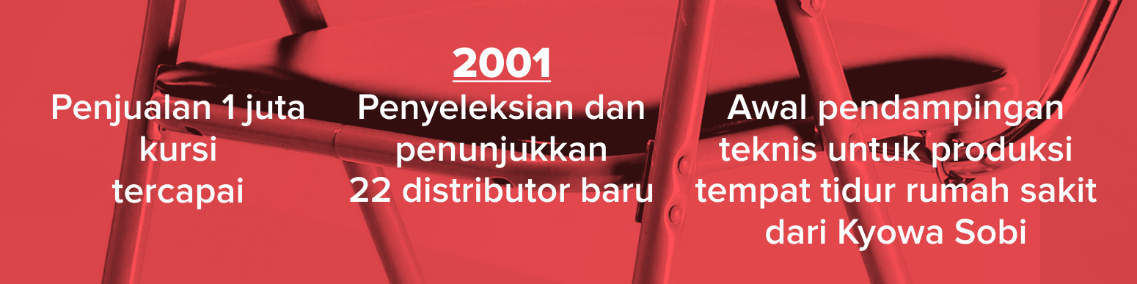 2001
Penjualan 1 juta
kursi
tercapai
Penyeleksian dan
penunjukkan
22 distributor baru
Awal pendampingan
teknis untuk produksi
tempat tidur rumah sakit
dari Kyowa Sobi